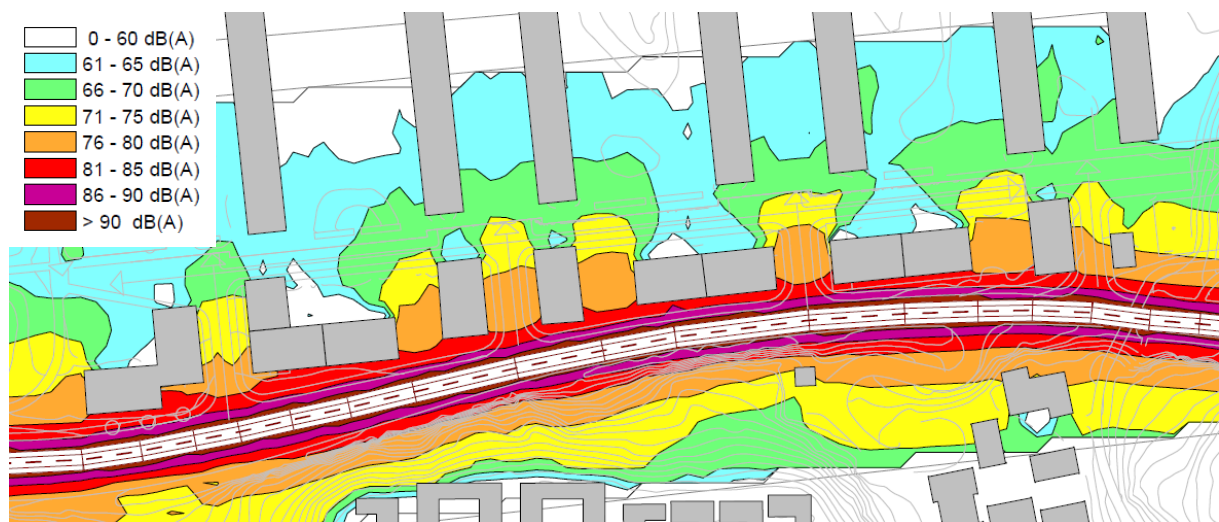 0 - 60 dB(A)
61 - 65 dB(A)
66 - 70 dB(A)
71 - 75 dB(A)
76 - 80 dB(A)
81 - 85 dB(A)
86 - 90 dB(A)
> 90 dB(A)